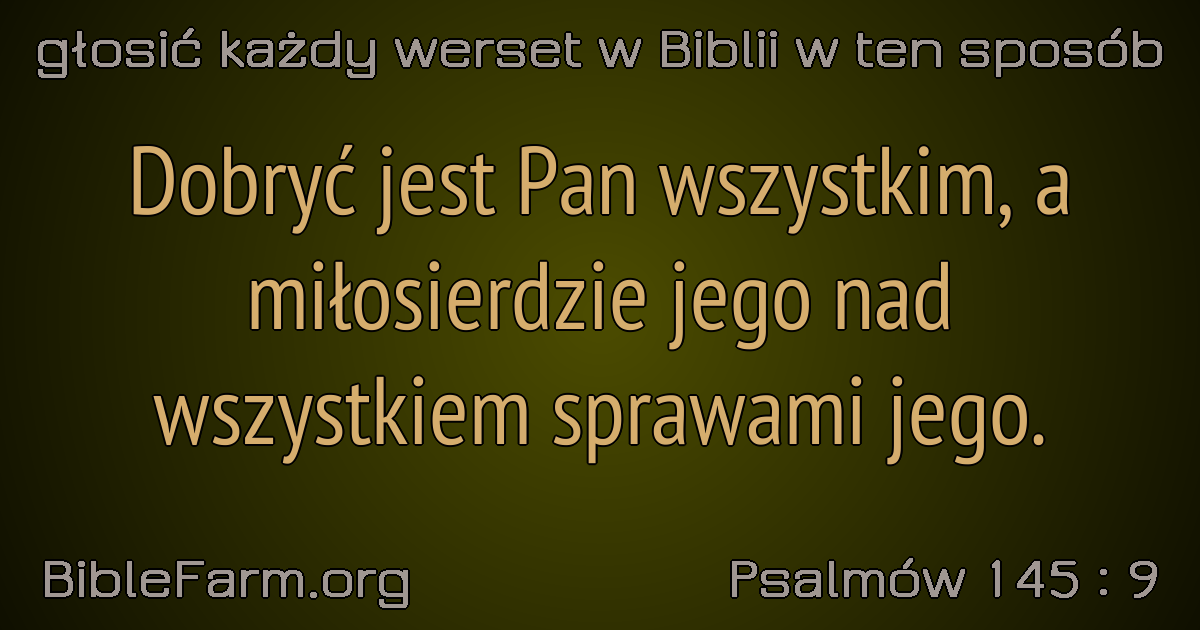 głosić każdy werset w Biblii w ten sposób
Dobryć jest Pan wszystkim, a
miłosierdzie jego nad
wszystkiem sprawami jego.
BibleFarm.org
Psalmów 145 : 9